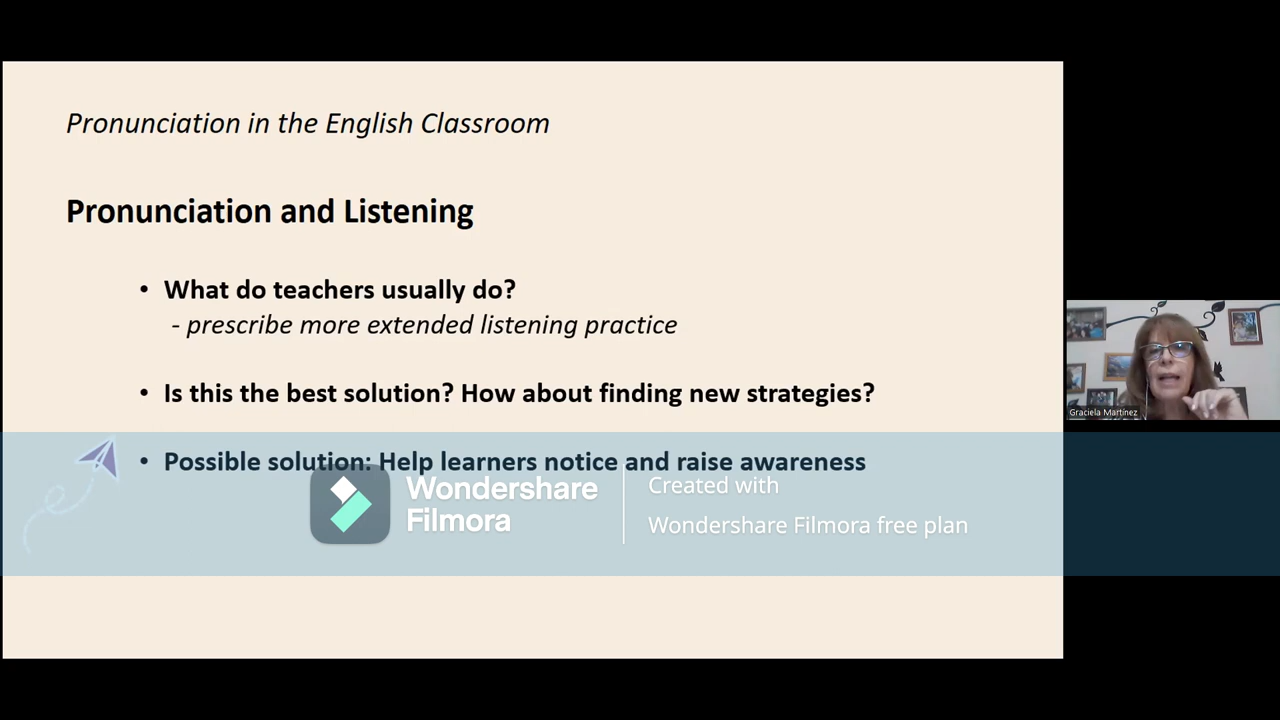 Pronunciation in the English Classroom
Pronunciation and Listening
• What do teachers usually do?
- prescribe more extended listening practice
• Is this the best solution? How about finding new strategies?
• Possible solution: Help learners notice and raise awareness
Wondershare
Filmora
Created with
Wondershare Filmora free plan
Graciela Martínez